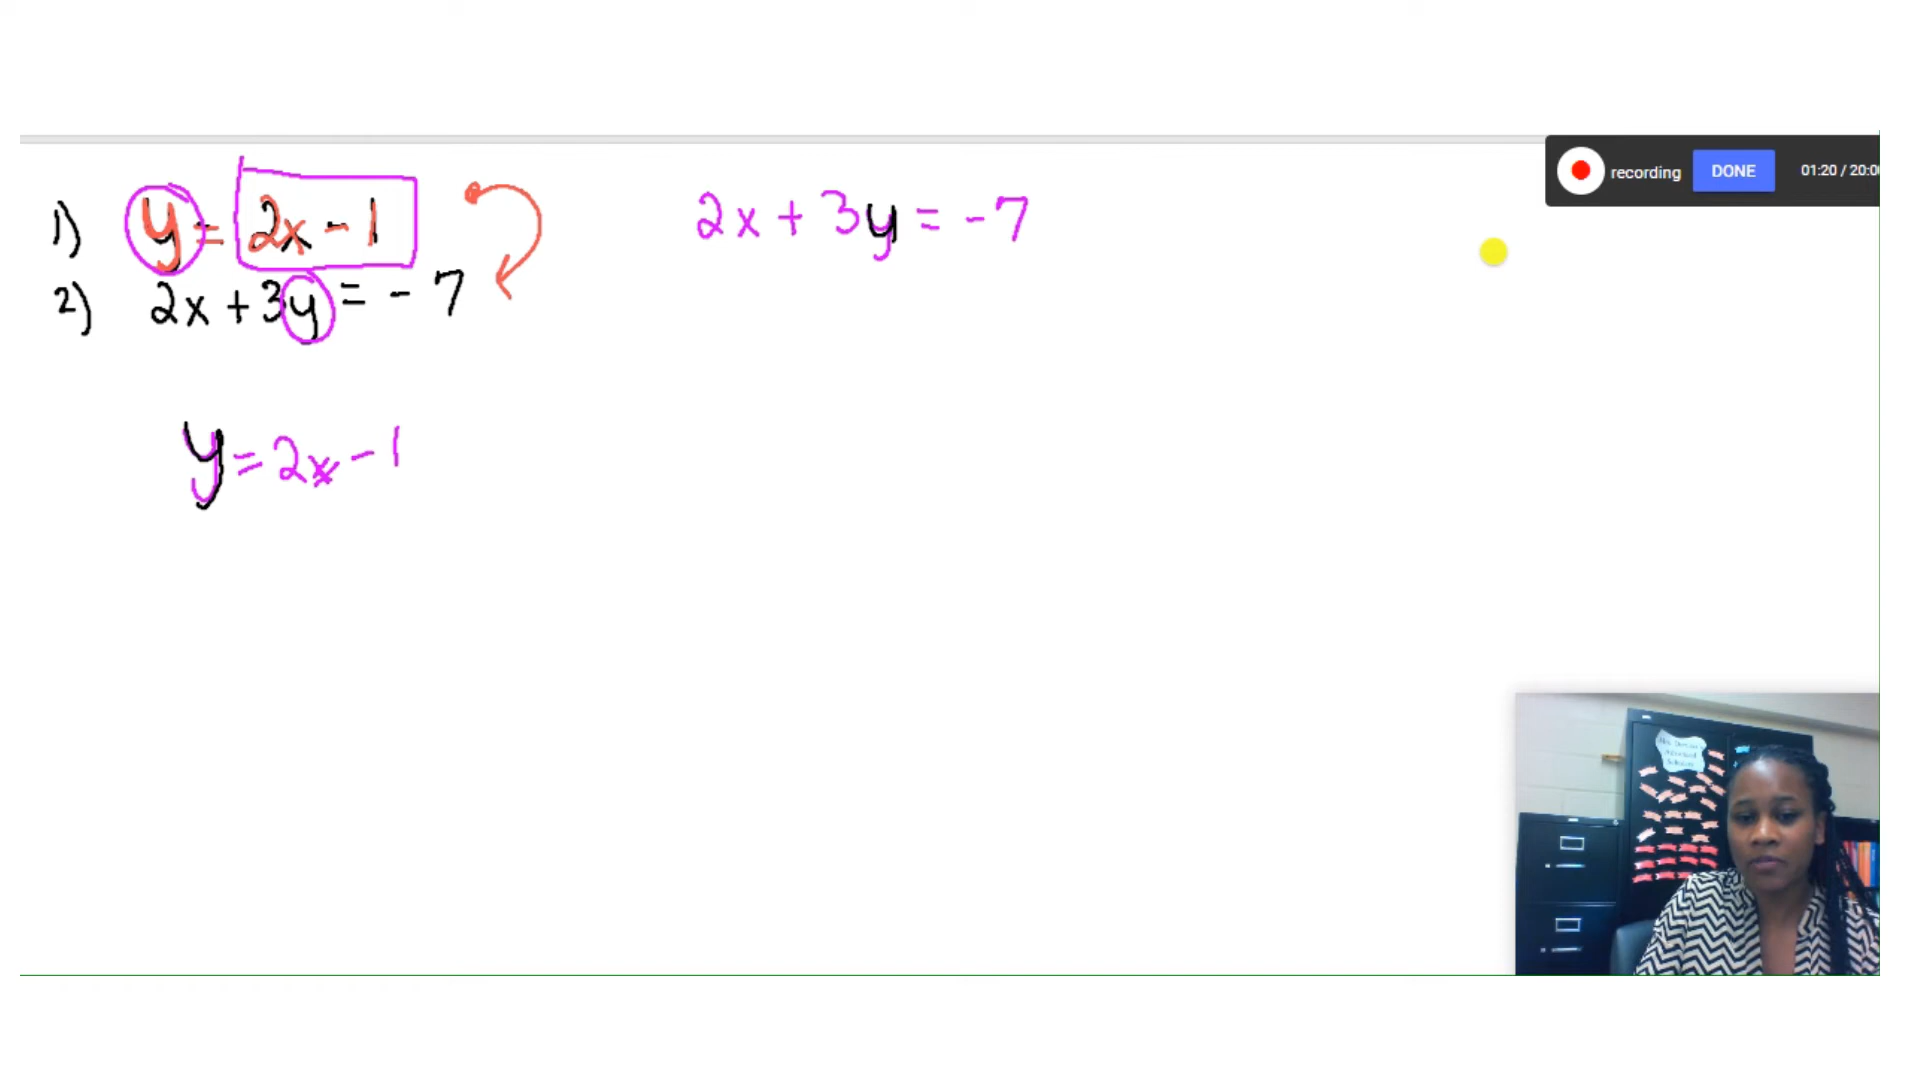 1) y = 2x - 1
2x + 3y = -7
recording DONE 01:20 / 20:0
2) 2x + 3y = - 7
y = 2x - 1